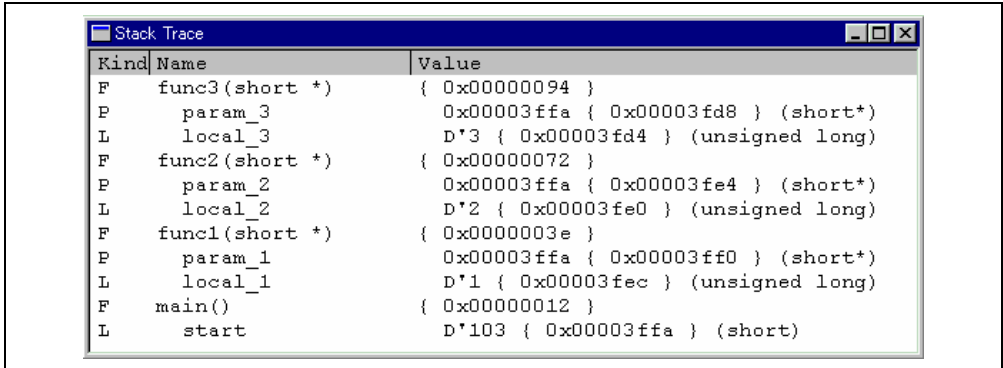 Stack Trace
Kind Name Value
F func3(short *) { 0x00000094 }
P param_3 0x00003ffa { 0x00003fd8 } (short*)
L local_3 D'3 { 0x00003fd4 } (unsigned long)
F func2(short *) { 0x00000072 }
P param_2 0x00003ffa { 0x00003fe4 } (short*)
L local_2 D'2 { 0x00003fe0 } (unsigned long)
F func1(short *) { 0x0000003e }
P param_1 0x00003ffa { 0x00003ff0 } (short*)
L local_1 D'1 { 0x00003fec } (unsigned long)
F main() { 0x00000012 }
L start D'103 { 0x00003ffa } (short)